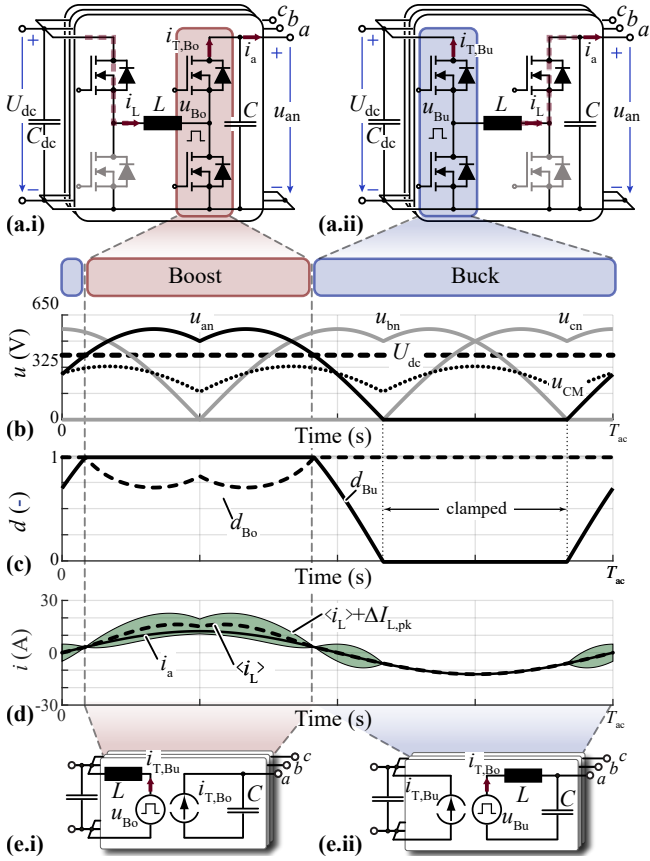 c b a c b a
i_T,Bo i_a i_T,Bu i_a
+ + + +
U_dc i_L L u_Bo C u_an U_dc u_Bu L i_L C u_an
C_dc C_dc
− − − −
(a.i) (a.ii)
Boost Buck
650 u_an u_bn u_cn
u (V) 325 U_dc
u_CM
0
(b) 0 Time (s) T_ac
1
d (-) d_Bo d_Bu clamped
0
(c) 0 Time (s) T_ac
30
i (A) 0 i_a <i_L> <i_L>+ΔI_L,pk
-30
(d) Time (s) T_ac
i_T,Bu c b a i_T,Bo c b a
L i_T,Bo C i_T,Bu L C
u_Bo u_Bu
(e.i) (e.ii)